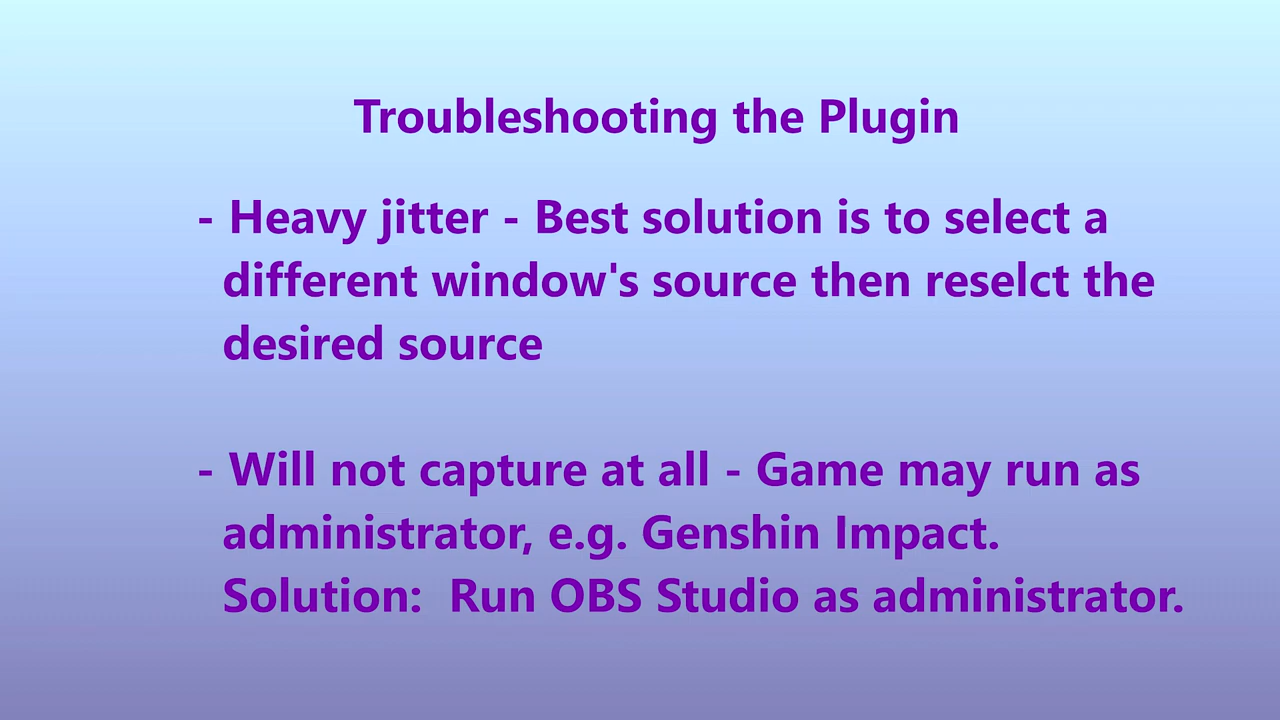 Troubleshooting the Plugin
- Heavy jitter - Best solution is to select a
different window's source then reselct the
desired source
- Will not capture at all - Game may run as
administrator, e.g. Genshin Impact.
Solution:  Run OBS Studio as administrator.